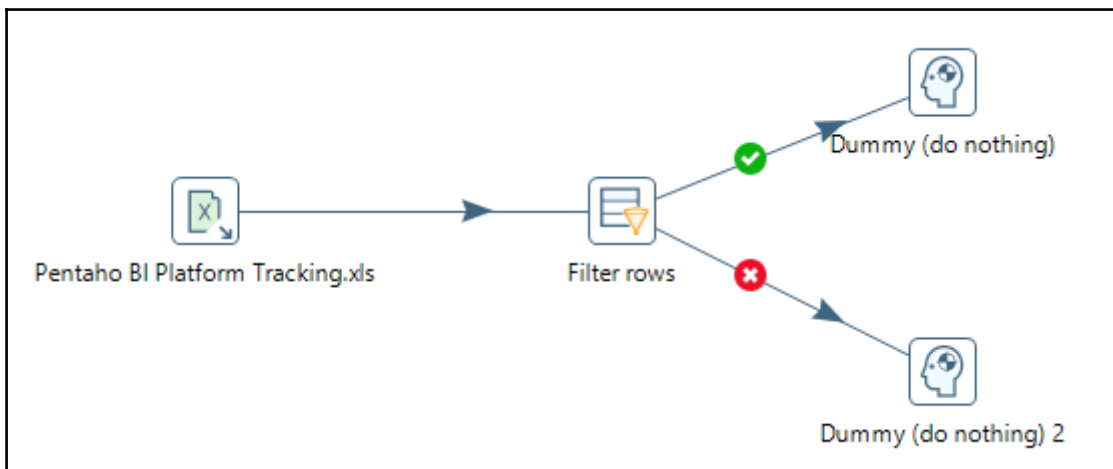 Dummy (do nothing)
Pentaho BI Platform Tracking.xls
Filter rows
Dummy (do nothing) 2